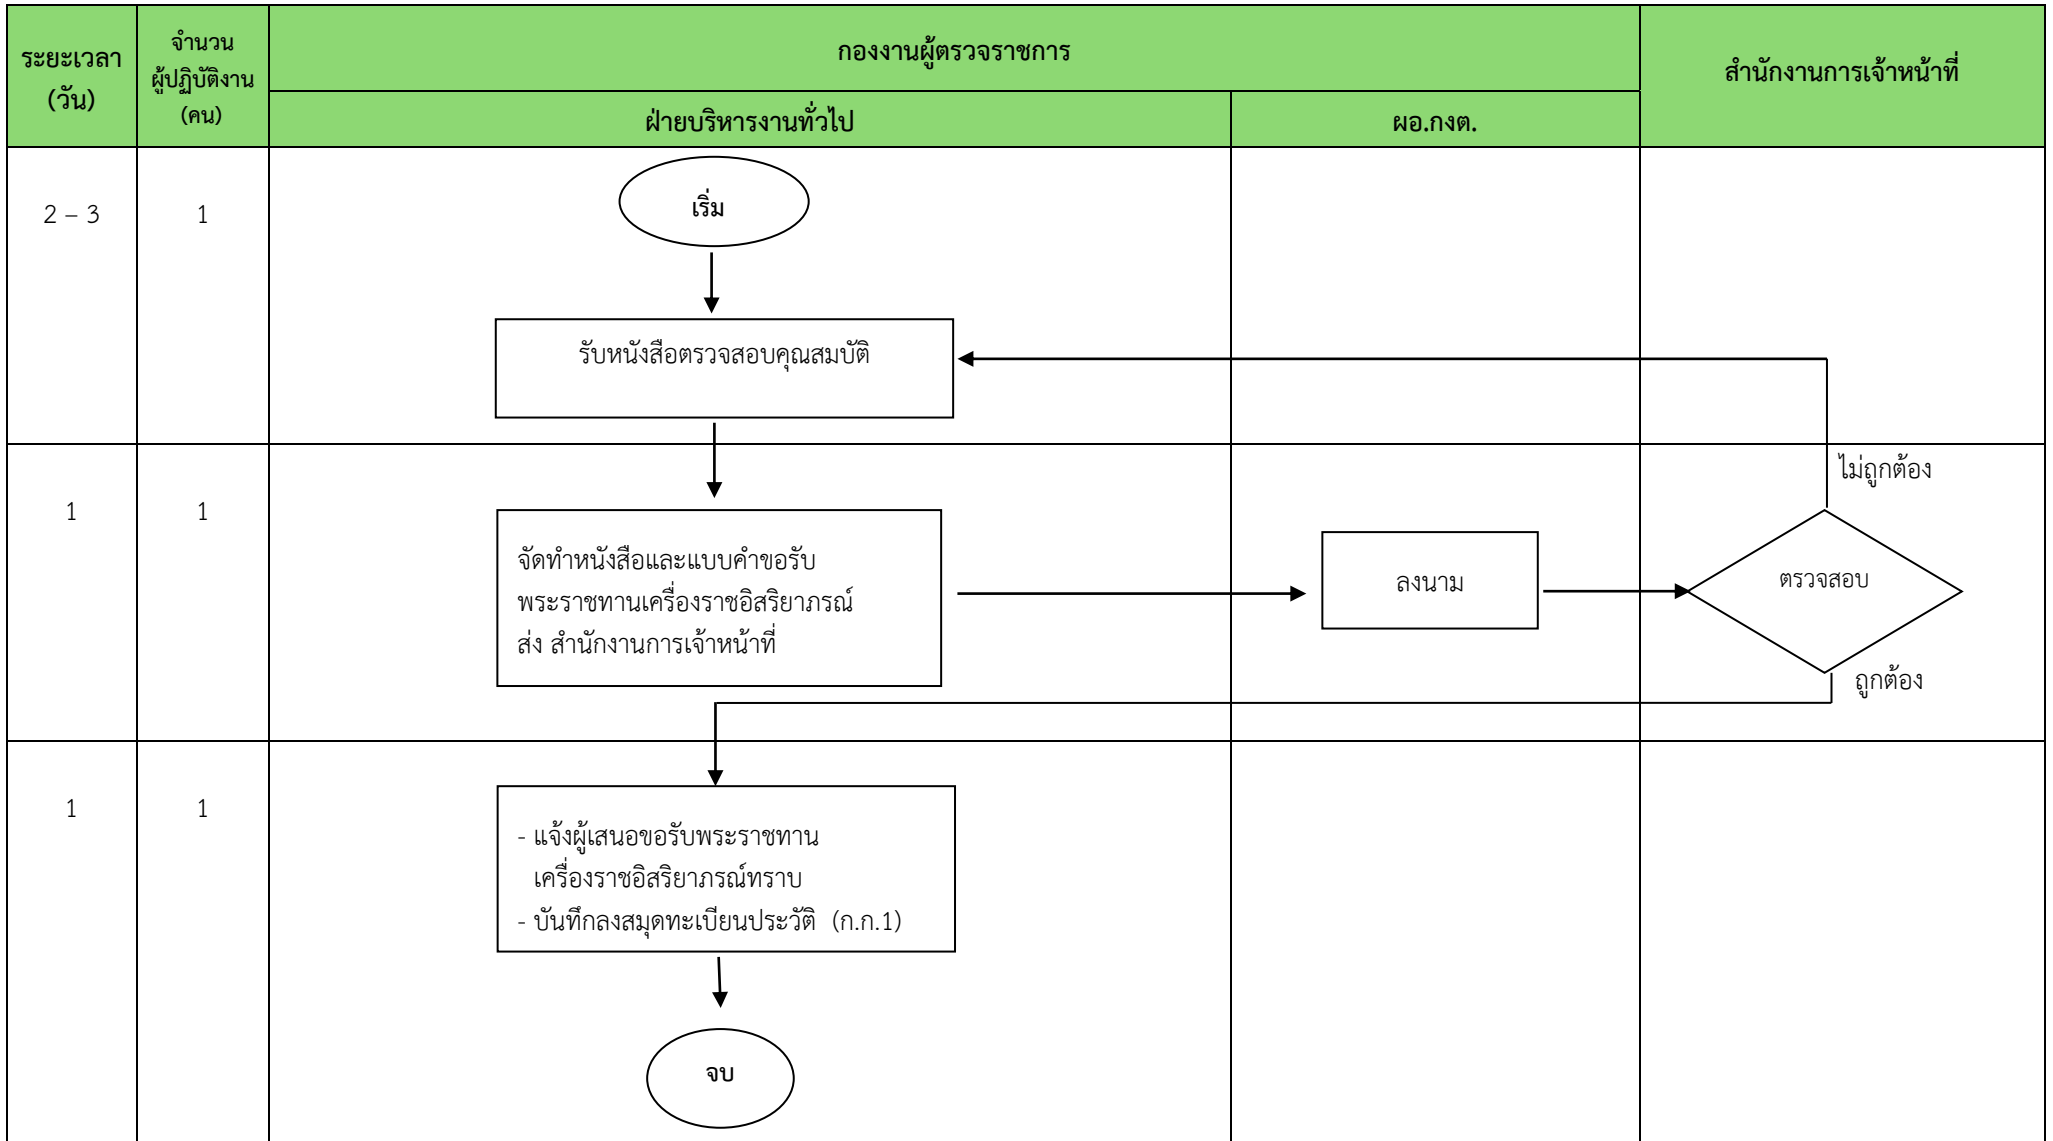 ระยะเวลา
(วัน)
จำนวน
ผู้ปฏิบัติงาน
(คน)
กองงานผู้ตรวจราชการ
สำนักงานการเจ้าหน้าที่
ฝ่ายบริหารงานทั่วไป
ผอ.กงต.
2 – 3
1
เริ่ม
รับหนังสือตรวจสอบคุณสมบัติ
ไม่ถูกต้อง
1
1
จัดทำหนังสือและแบบคำขอรับ
พระราชทานเครื่องราชอิสริยาภรณ์
ส่ง สำนักงานการเจ้าหน้าที่
ลงนาม
ตรวจสอบ
ถูกต้อง
1
1
- แจ้งผู้เสนอขอรับพระราชทาน
เครื่องราชอิสริยาภรณ์ทราบ
- บันทึกลงสมุดทะเบียนประวัติ (ก.ก.1)
จบ